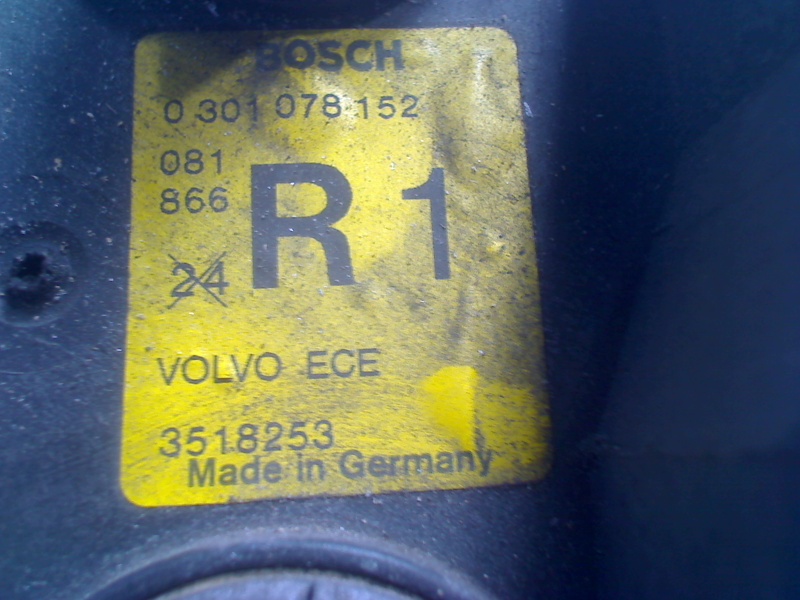 BOSCH
0 301 078 152
081
866
R 1
24
VOLVO ECE
3518253
Made in Germany